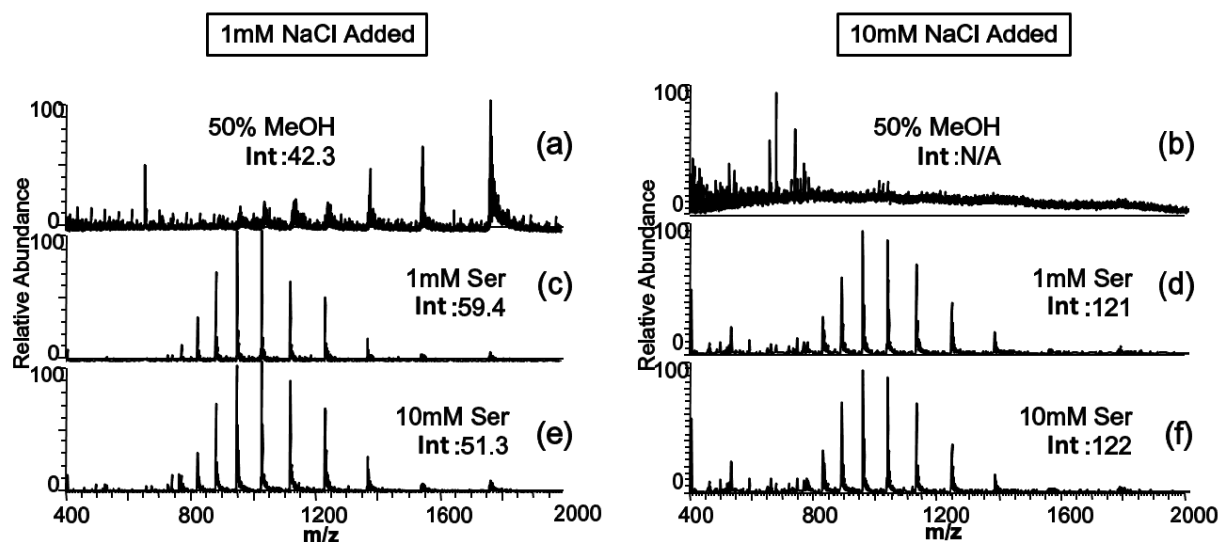 1mM NaCl Added
10mM NaCl Added
100
50% MeOH
Int :42.3
(a)
0
100
1mM Ser
Int :59.4
(c)
0
100
10mM Ser
Int :51.3
(e)
0
Relative Abundance
400
1200
1600
2000
m/z
100
50% MeOH
Int :N/A
(b)
0
100
1mM Ser
Int :121
(d)
0
100
10mM Ser
Int :122
(f)
0
Relative Abundance
400
800
1200
1600
2000
m/z